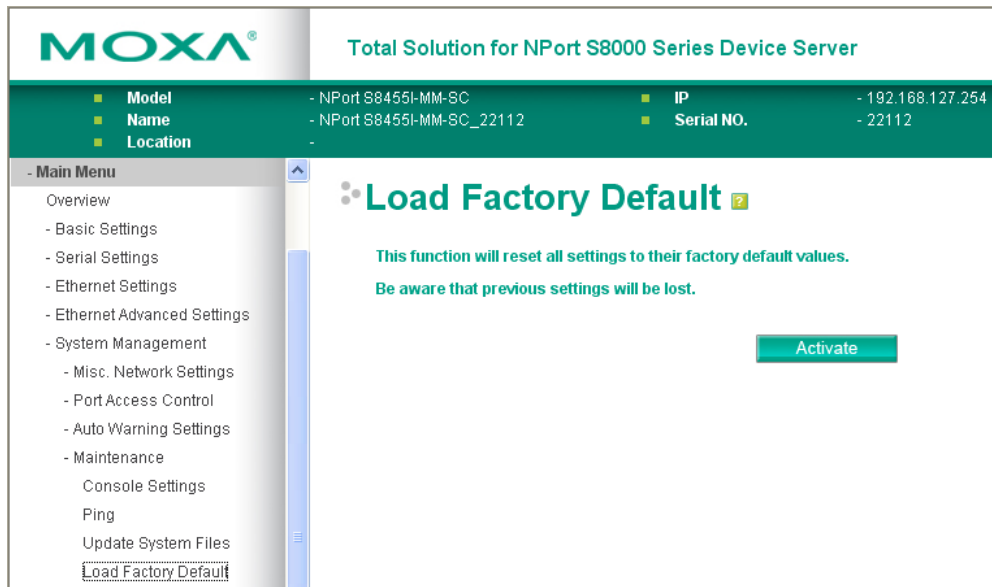 MOXA®
Total Solution for NPort S8000 Series Device Server
Model - NPort S8455I-MM-SC IP - 192.168.127.254
Name - NPort S8455I-MM-SC_22112 Serial NO. - 22112
Location -
- Main Menu
Overview
- Basic Settings
- Serial Settings
- Ethernet Settings
- Ethernet Advanced Settings
- System Management
- Misc. Network Settings
- Port Access Control
- Auto Warning Settings
- Maintenance
Console Settings
Ping
Update System Files
Load Factory Default
Load Factory Default ?
This function will reset all settings to their factory default values.
Be aware that previous settings will be lost.
Activate